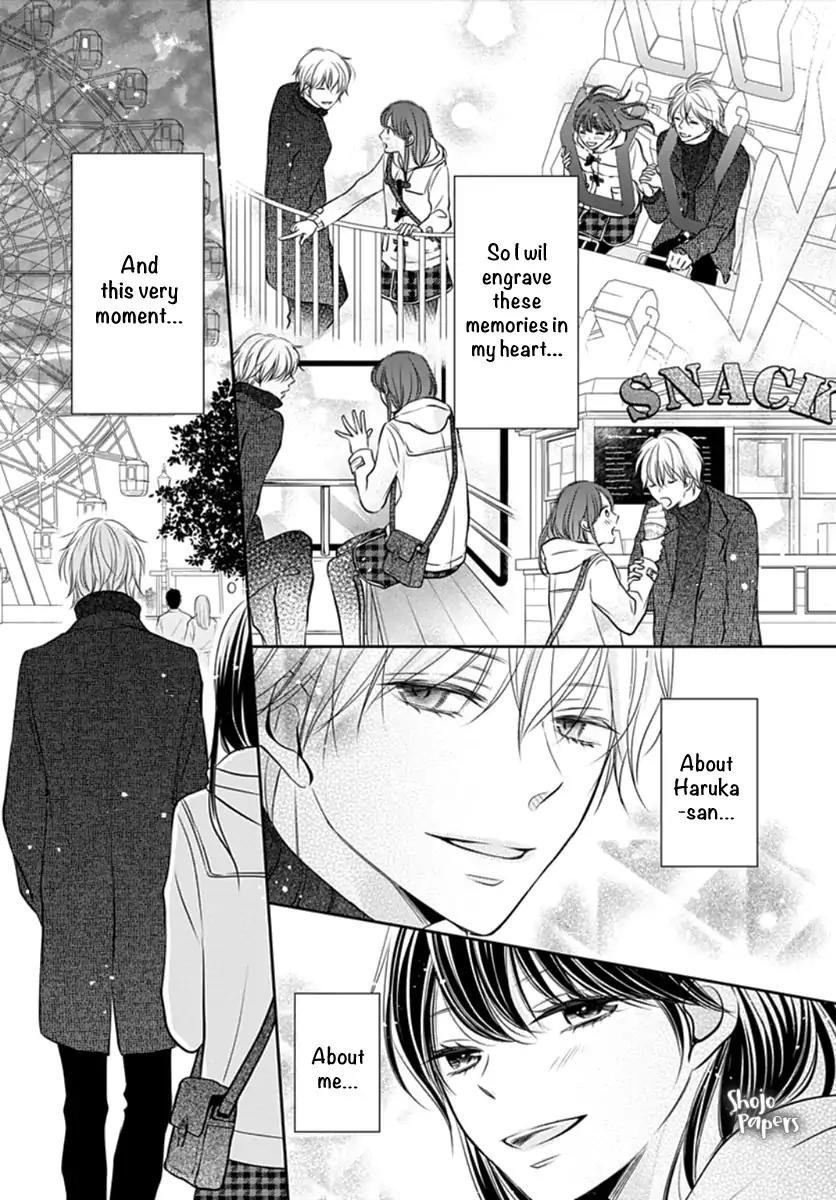 So I wil
engrave
these
memories in
my heart...
SNACK
And
this very
moment...
About
Haruka
-san...
About
me...
Shojo
Papers